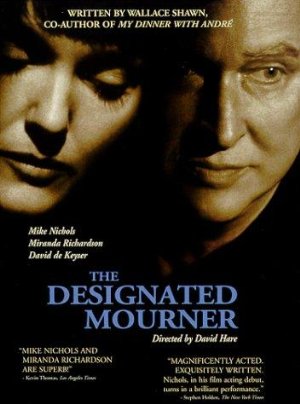 WRITTEN BY WALLACE SHAWN,
CO-AUTHOR OF MY DINNER WITH ANDRÉ
Mike Nichols
Miranda Richardson
David de Keyser
THE
DESIGNATED
MOURNER
Directed by David Hare
"MIKE NICHOLS AND
MIRANDA RICHARDSON
ARE SUPERB!"
- Kevin Thomas, Los Angeles Times
"MAGNIFICENTLY ACTED.
EXQUISITELY WRITTEN.
Nichols, in his film acting debut,
turns in a brilliant performance."
- Stephen Holden, The New York Times